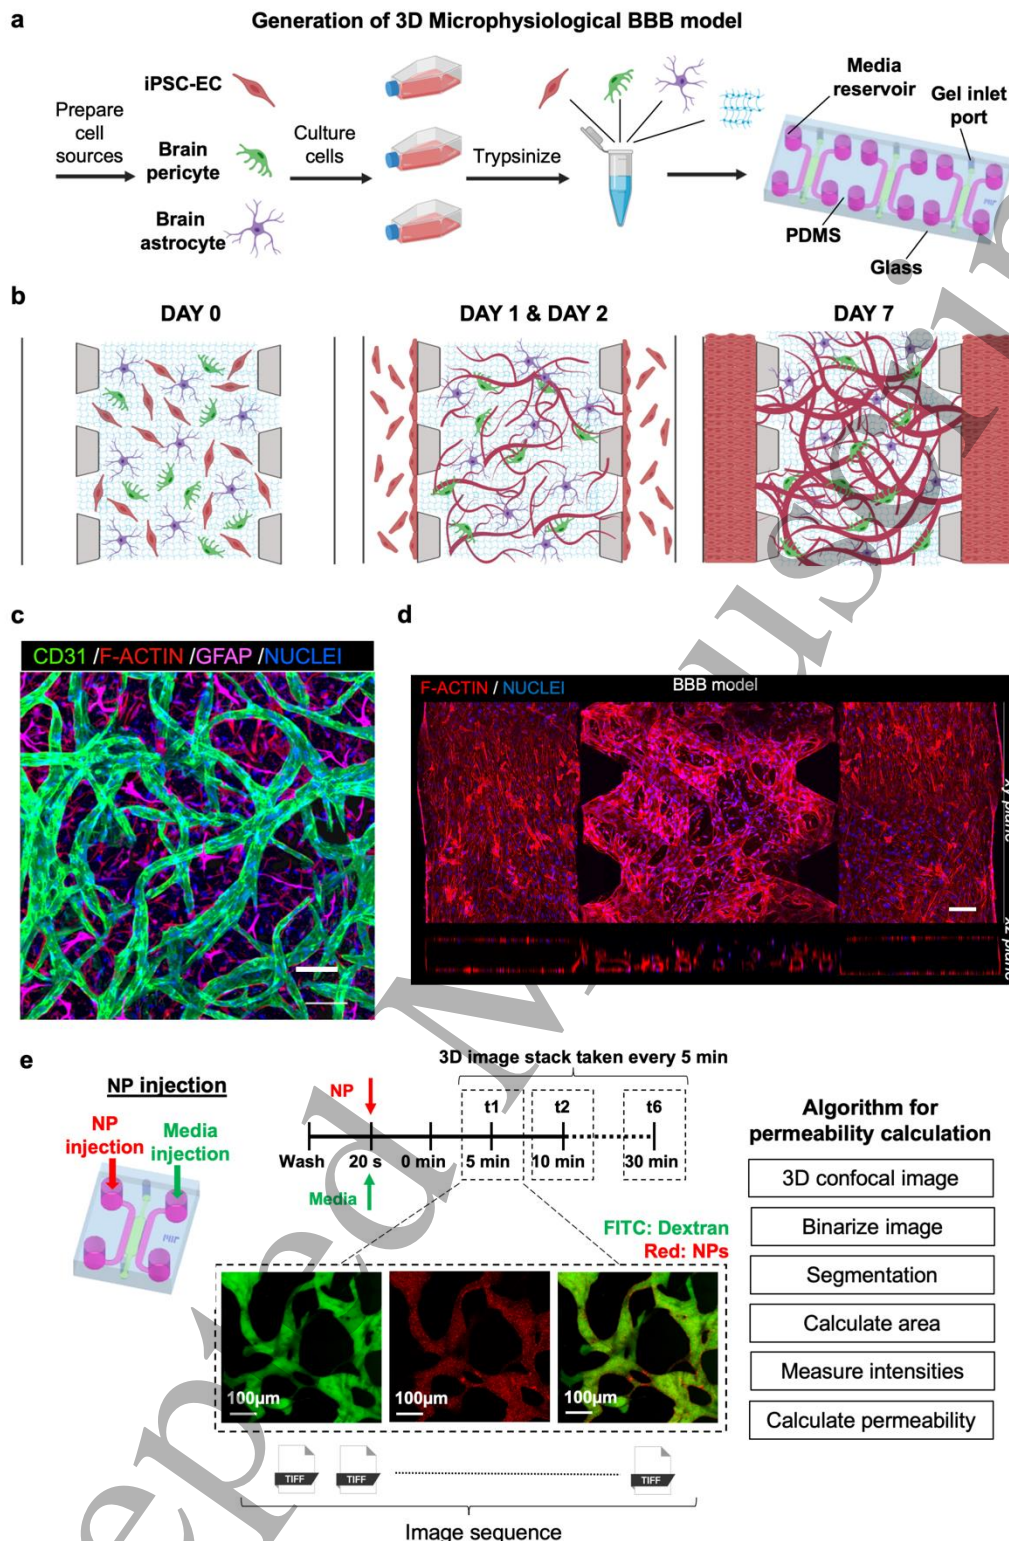 a
Generation of 3D Microphysiological BBB model
Prepare cell sources
iPSC-EC
Brain pericyte
Brain astrocyte
Culture cells
Trypsinize
Media reservoir
Gel inlet port
PDMS
Glass
b
DAY 0
DAY 1 & DAY 2
DAY 7
c
CD31 /F-ACTIN /GFAP /NUCLEI
d
F-ACTIN / NUCLEI
BBB model
xy plane
xz plane
e
NP injection
NP injection
Media injection
3D image stack taken every 5 min
NP
t1
t2
t6
Wash
20 s
0 min
5 min
10 min
30 min
Media
FITC: Dextran
Red: NPs
100µm
100µm
100µm
TIFF
TIFF
TIFF
Image sequence
Algorithm for
permeability calculation
3D confocal image
Binarize image
Segmentation
Calculate area
Measure intensities
Calculate permeability